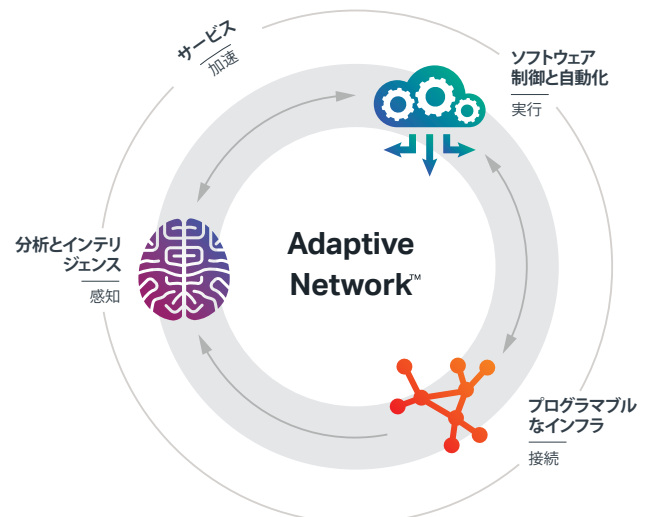 サービス
加速
ソフトウェア
制御と自動化
実行
分析とインテリ
ジェンス
感知
Adaptive
Network™
プログラマブル
なインフラ
接続